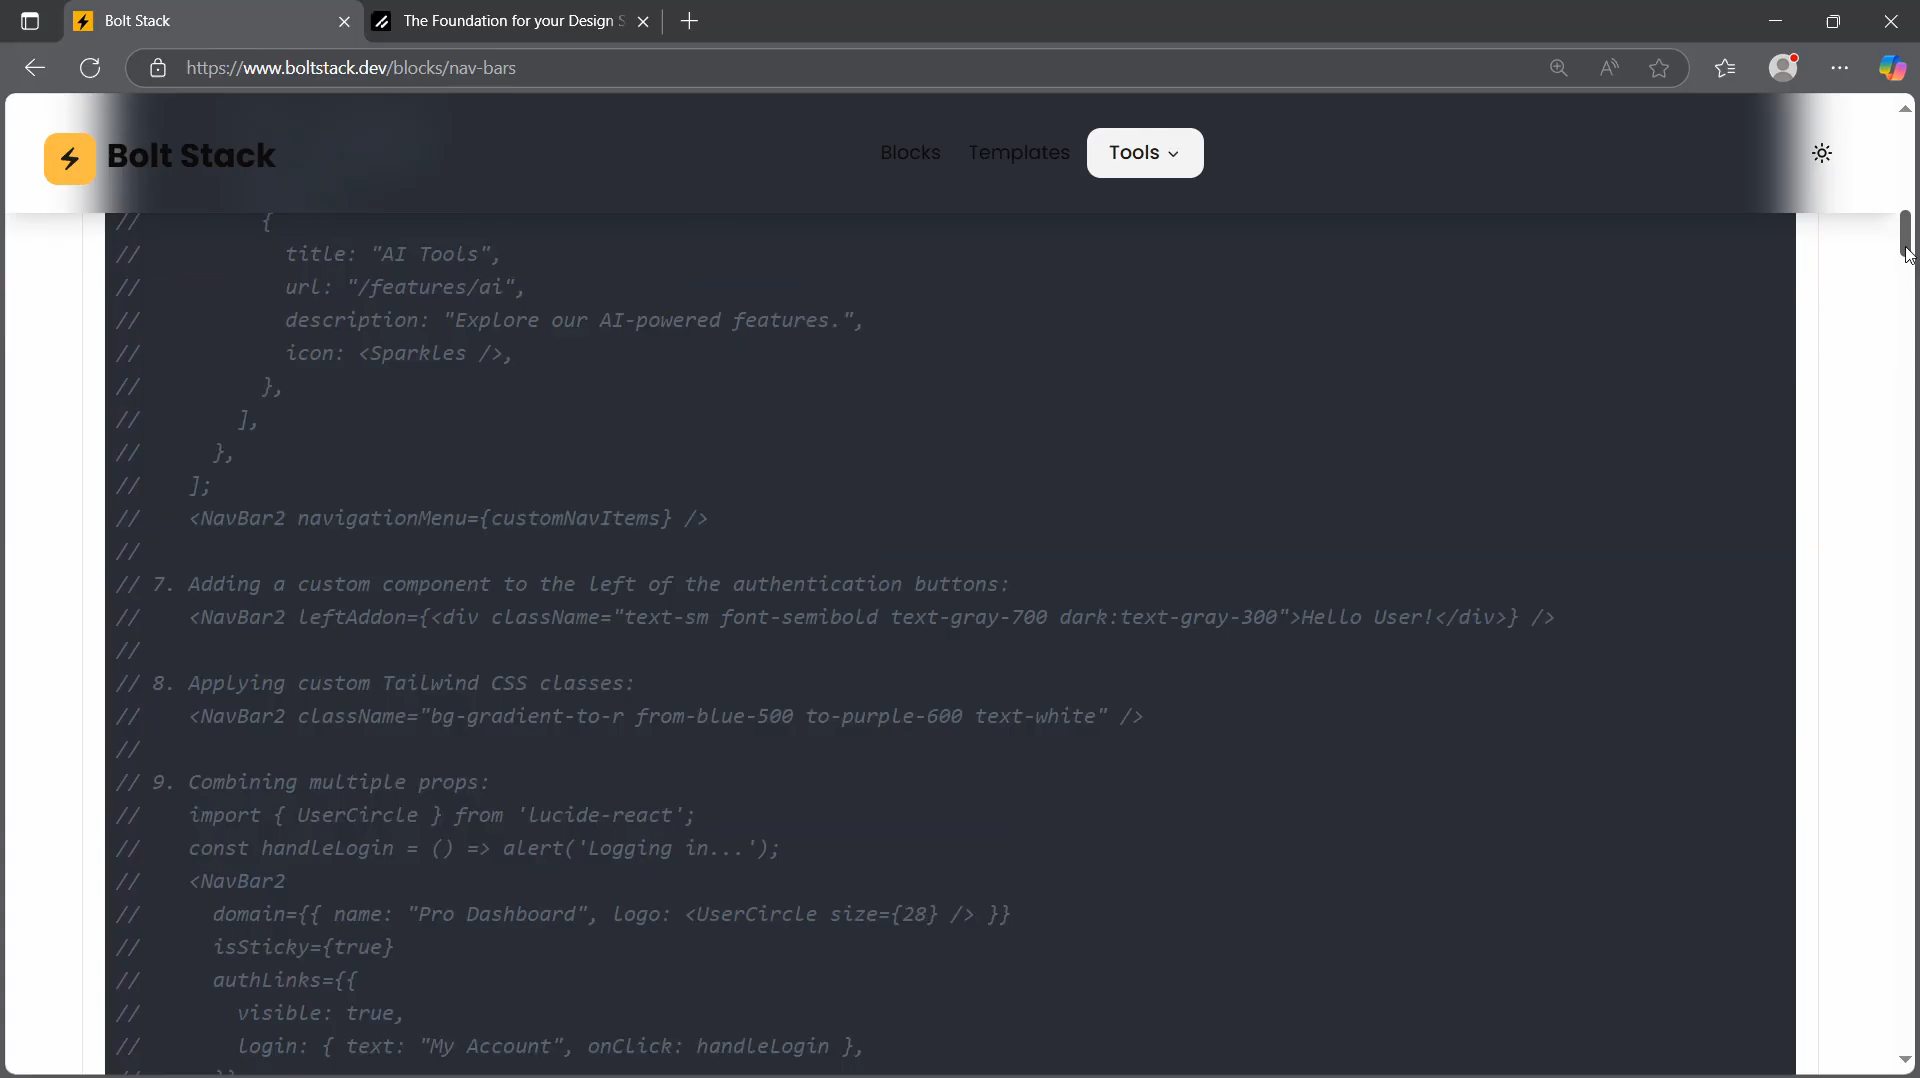 Bolt Stack
The Foundation for your Design S
https://www.boltstack.dev/blocks/nav-bars
Bolt Stack
Blocks
Templates
Tools
// {
// title: "AI Tools",
// url: "/features/ai",
// description: "Explore our AI-powered features.",
// icon: <Sparkles />,
// },
// ],
// },
// ];
// <NavBar2 navigationMenu={customNavItems} />
//
// 7. Adding a custom component to the left of the authentication buttons:
// <NavBar2 leftAddon={<div className="text-sm font-semibold text-gray-700 dark:text-gray-300">Hello User!</div>} />
//
// 8. Applying custom Tailwind CSS classes:
// <NavBar2 className="bg-gradient-to-r from-blue-500 to-purple-600 text-white" />
//
// 9. Combining multiple props:
// import { UserCircle } from 'lucide-react';
// const handleLogin = () => alert('Logging in...');
// <NavBar2
// domain={{ name: "Pro Dashboard", logo: <UserCircle size={28} /> }}
// isSticky={true}
// authLinks={{
// visible: true,
// login: { text: "My Account", onClick: handleLogin },